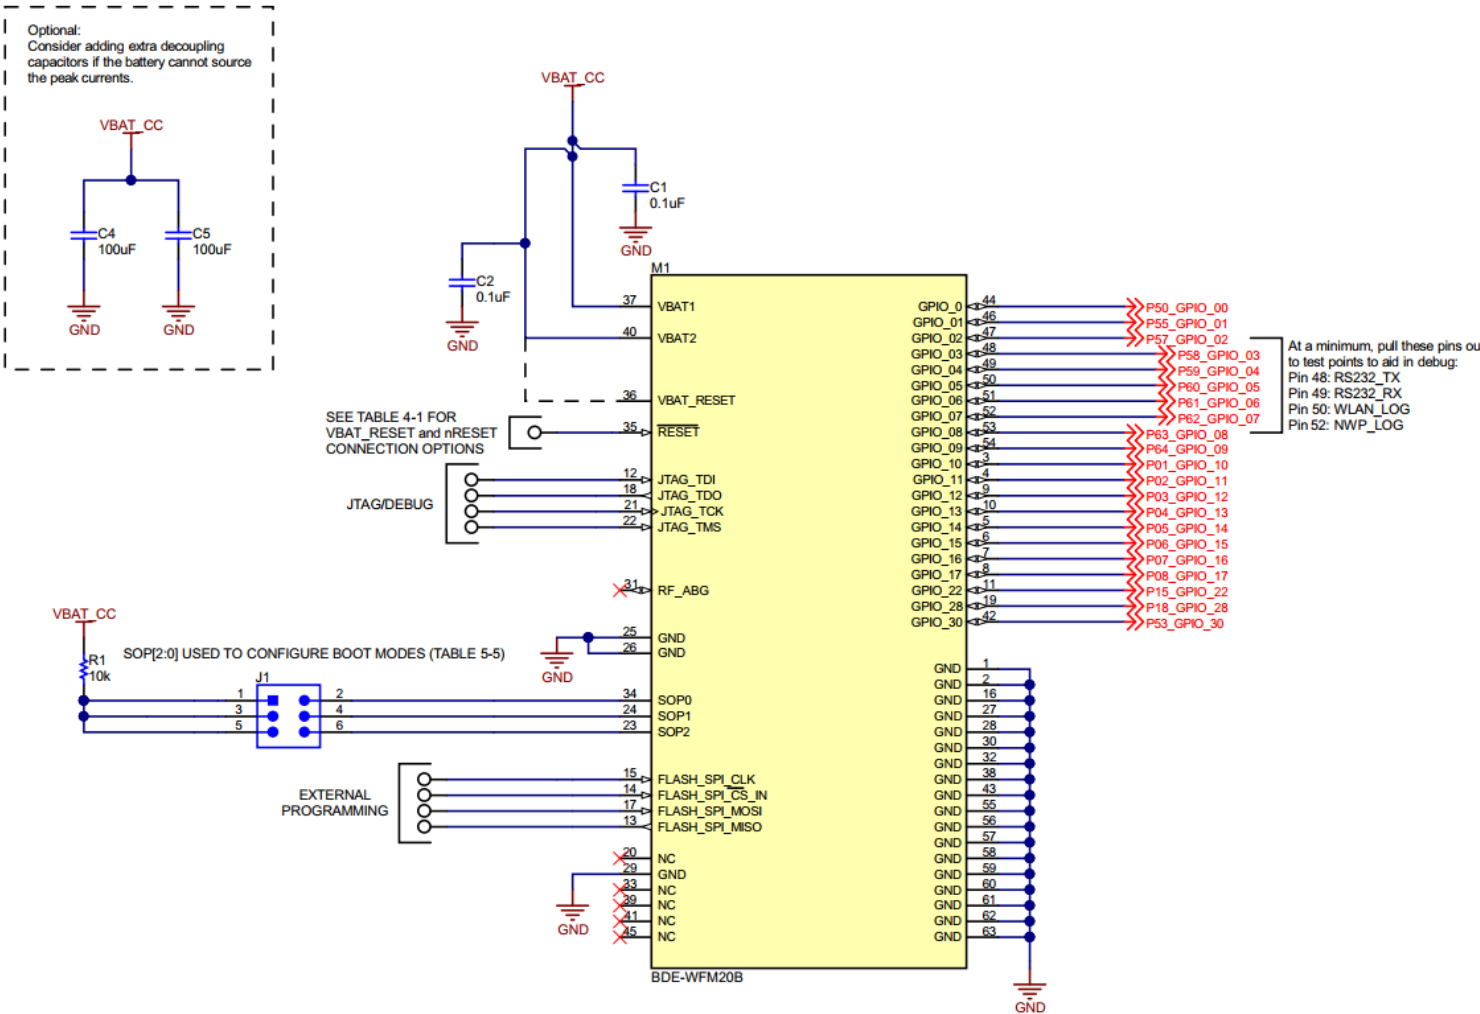 Optional:
Consider adding extra decoupling
capacitors if the battery cannot source
the peak currents.
VBAT_CC
C4
100uF
C5
100uF
GND
GND
VBAT_CC
C1
0.1uF
GND
C2
0.1uF
GND
M1
37 VBAT1
40 VBAT2
36 VBAT_RESET
SEE TABLE 4-1 FOR
VBAT_RESET and nRESET
CONNECTION OPTIONS
35 RESET
JTAG/DEBUG
12 JTAG_TDI
18 JTAG_TDO
21 JTAG_TCK
22 JTAG_TMS
31 RF_ABG
25 GND
26 GND
GND
VBAT_CC
R1
10k
SOP[2:0] USED TO CONFIGURE BOOT MODES (TABLE 5-5)
J1
1 2 34 SOP0
3 4 24 SOP1
5 6 23 SOP2
EXTERNAL
PROGRAMMING
15 FLASH_SPI_CLK
14 FLASH_SPI_CS_IN
17 FLASH_SPI_MOSI
13 FLASH_SPI_MISO
20 NC
29 GND
33 NC
39 NC
41 NC
45 NC
GND
BDE-WFM20B
GPIO_0 44 P50_GPIO_00
GPIO_01 46 P55_GPIO_01
GPIO_02 47 P57_GPIO_02
GPIO_03 48 P58_GPIO_03
GPIO_04 49 P59_GPIO_04
GPIO_05 50 P60_GPIO_05
GPIO_06 51 P61_GPIO_06
GPIO_07 52 P62_GPIO_07
GPIO_08 53 P63_GPIO_08
GPIO_09 54 P64_GPIO_09
GPIO_10 3 P01_GPIO_10
GPIO_11 4 P02_GPIO_11
GPIO_12 9 P03_GPIO_12
GPIO_13 10 P04_GPIO_13
GPIO_14 5 P05_GPIO_14
GPIO_15 6 P06_GPIO_15
GPIO_16 7 P07_GPIO_16
GPIO_17 8 P08_GPIO_17
GPIO_22 11 P15_GPIO_22
GPIO_28 19 P18_GPIO_28
GPIO_30 42 P53_GPIO_30
At a minimum, pull these pins ou
to test points to aid in debug:
Pin 48: RS232_TX
Pin 49: RS232_RX
Pin 50: WLAN_LOG
Pin 52: NWP_LOG
GND 1
GND 2
GND 16
GND 27
GND 28
GND 30
GND 32
GND 38
GND 43
GND 55
GND 56
GND 57
GND 58
GND 59
GND 60
GND 61
GND 62
GND 63
GND